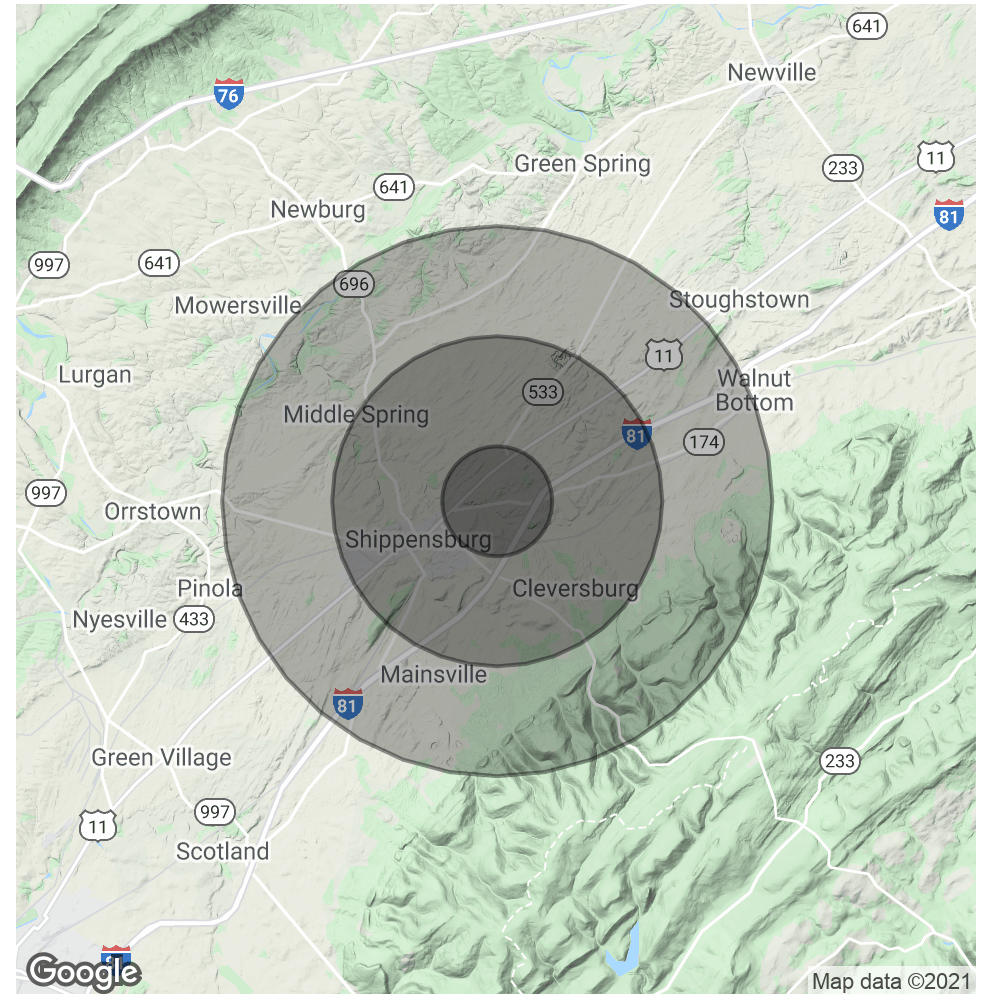 641
Newville
76
11
Green Spring
233
641
81
Newburg
997
641
696
Mowersville
Stoughstown
11
Lurgan
Walnut
Bottom
533
Middle Spring
81
174
997
Orrstown
Shippensburg
Pinola
Cleversburg
Nyesville
433
Mainsville
81
Green Village
233
997
11
Scotland
Google
Map data ©2021